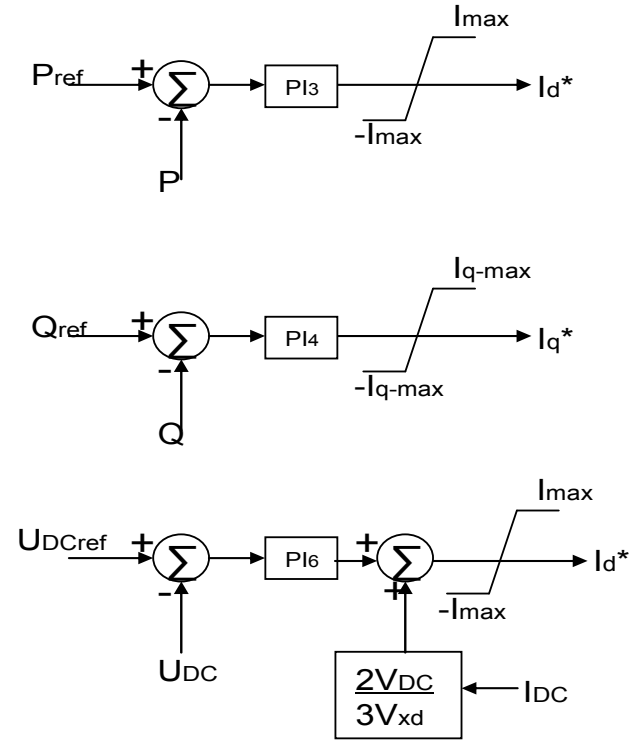 Imax
Pref + Σ PI3 Id*
- -Imax
P
Iq-max
Qref + Σ PI4 Iq*
- -Iq-max
Q
Imax
UDCref + Σ PI6 + Σ Id*
- + -Imax
UDC 2VDC IDC
3Vxd